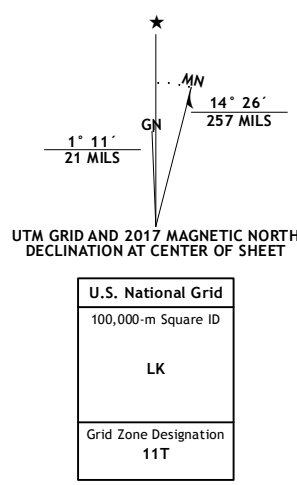 MN
GN
14° 26´
257 MILS
1° 11´
21 MILS
UTM GRID AND 2017 MAGNETIC NORTH
DECLINATION AT CENTER OF SHEET
U.S. National Grid
100,000-m Square ID
LK
Grid Zone Designation
11T